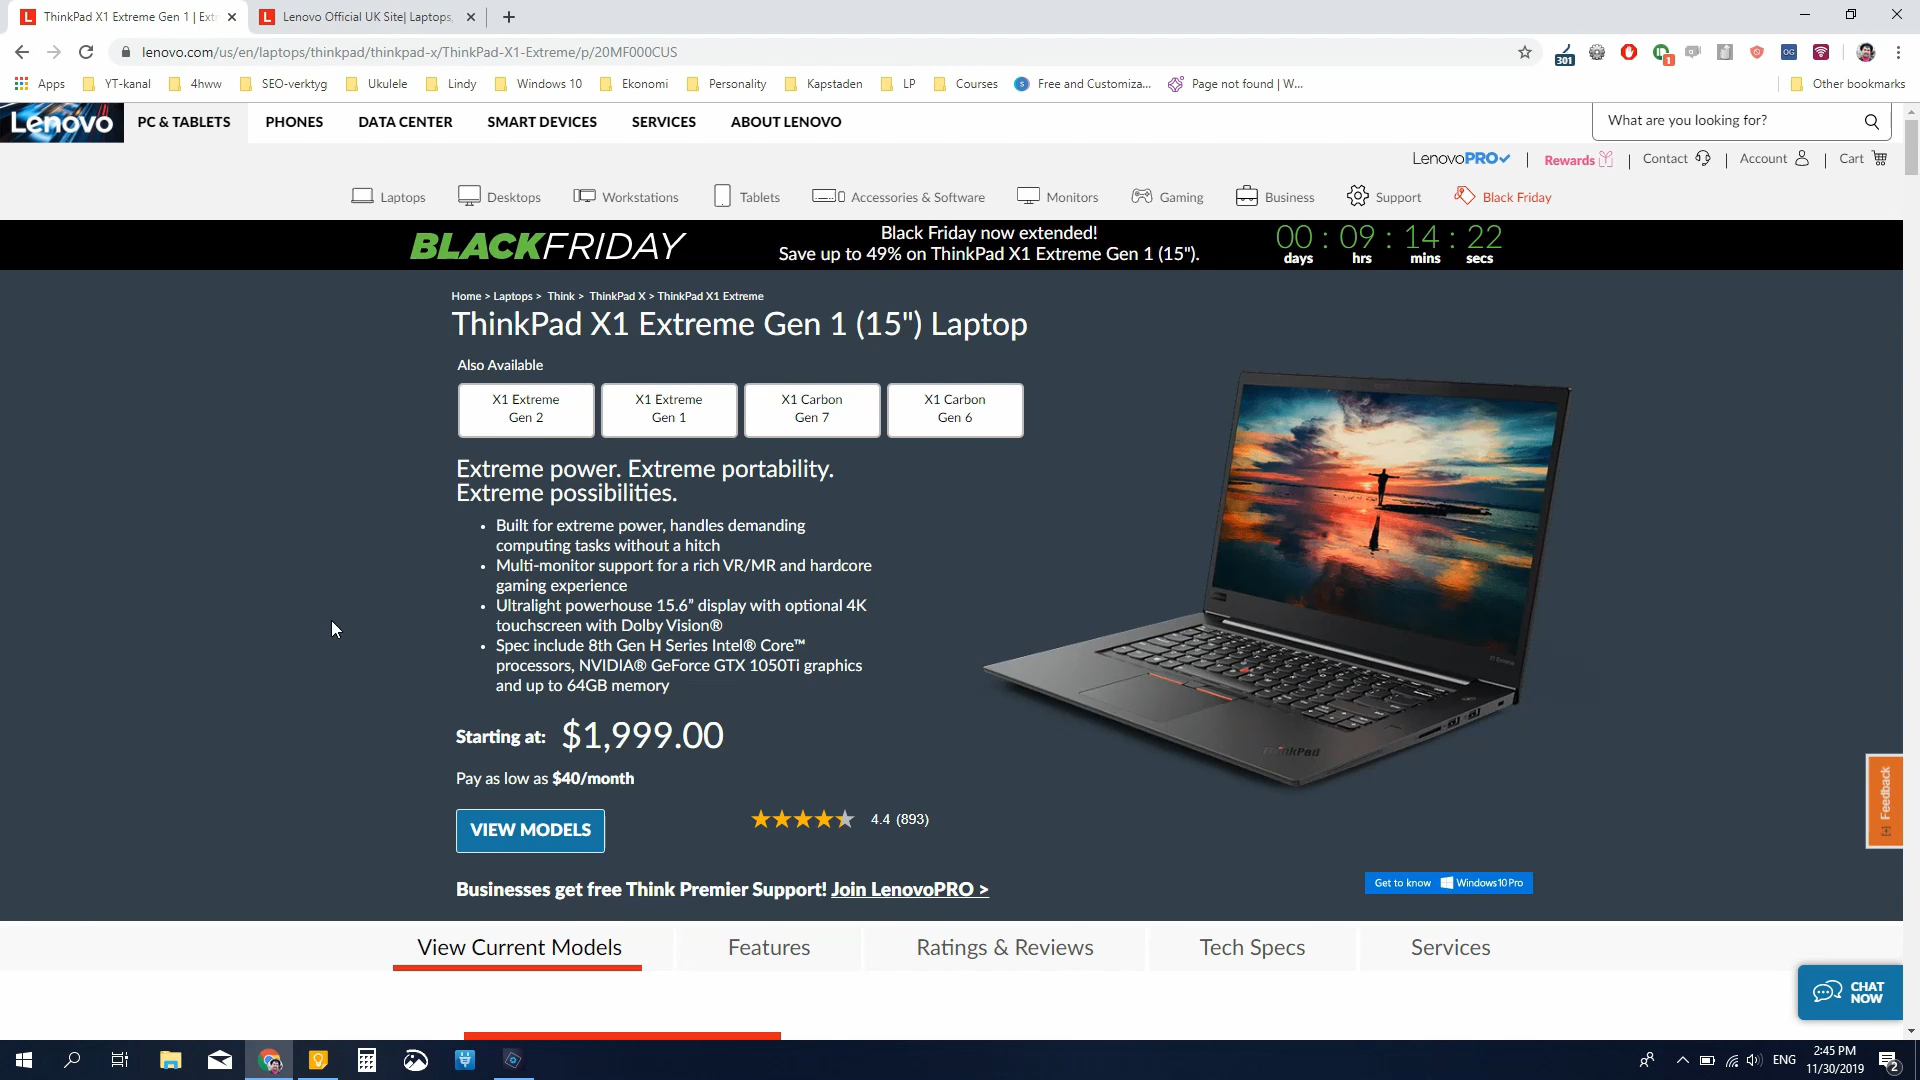 ThinkPad X1 Extreme Gen 1 | Extr
Lenovo Official UK Site| Laptops,
lenovo.com/us/en/laptops/thinkpad/thinkpad-x/ThinkPad-X1-Extreme/p/20MF000CUS
301
OG
1
Apps
YT-kanal
4hww
SEO-verktyg
Ukulele
Lindy
Windows 10
Ekonomi
Personality
Kapstaden
LP
Courses
Free and Customiza...
Page not found | W...
Other bookmarks
Lenovo
PC & TABLETS
PHONES
DATA CENTER
SMART DEVICES
SERVICES
ABOUT LENOVO
What are you looking for?
LenovoPRO
Rewards
Contact
Account
Cart
Laptops
Desktops
Workstations
Tablets
Accessories & Software
Monitors
Gaming
Business
Support
Black Friday
BLACKFRIDAY
Black Friday now extended!
Save up to 49% on ThinkPad X1 Extreme Gen 1 (15").
00 : 09 : 14 : 22
days hrs mins secs
Home > Laptops > Think > ThinkPad X > ThinkPad X1 Extreme
ThinkPad X1 Extreme Gen 1 (15") Laptop
Also Available
X1 Extreme
Gen 2
X1 Extreme
Gen 1
X1 Carbon
Gen 7
X1 Carbon
Gen 6
Extreme power. Extreme portability.
Extreme possibilities.
• Built for extreme power, handles demanding
computing tasks without a hitch
• Multi-monitor support for a rich VR/MR and hardcore
gaming experience
• Ultralight powerhouse 15.6” display with optional 4K
touchscreen with Dolby Vision®
• Spec include 8th Gen H Series Intel® Core™
processors, NVIDIA® GeForce GTX 1050Ti graphics
and up to 64GB memory
Starting at: $1,999.00
Pay as low as $40/month
VIEW MODELS
4.4 (893)
Businesses get free Think Premier Support! Join LenovoPRO >
ThinkPad
Get to know Windows10 Pro
Feedback
View Current Models
Features
Ratings & Reviews
Tech Specs
Services
CHAT
NOW
ENG
2:45 PM
11/30/2019
2